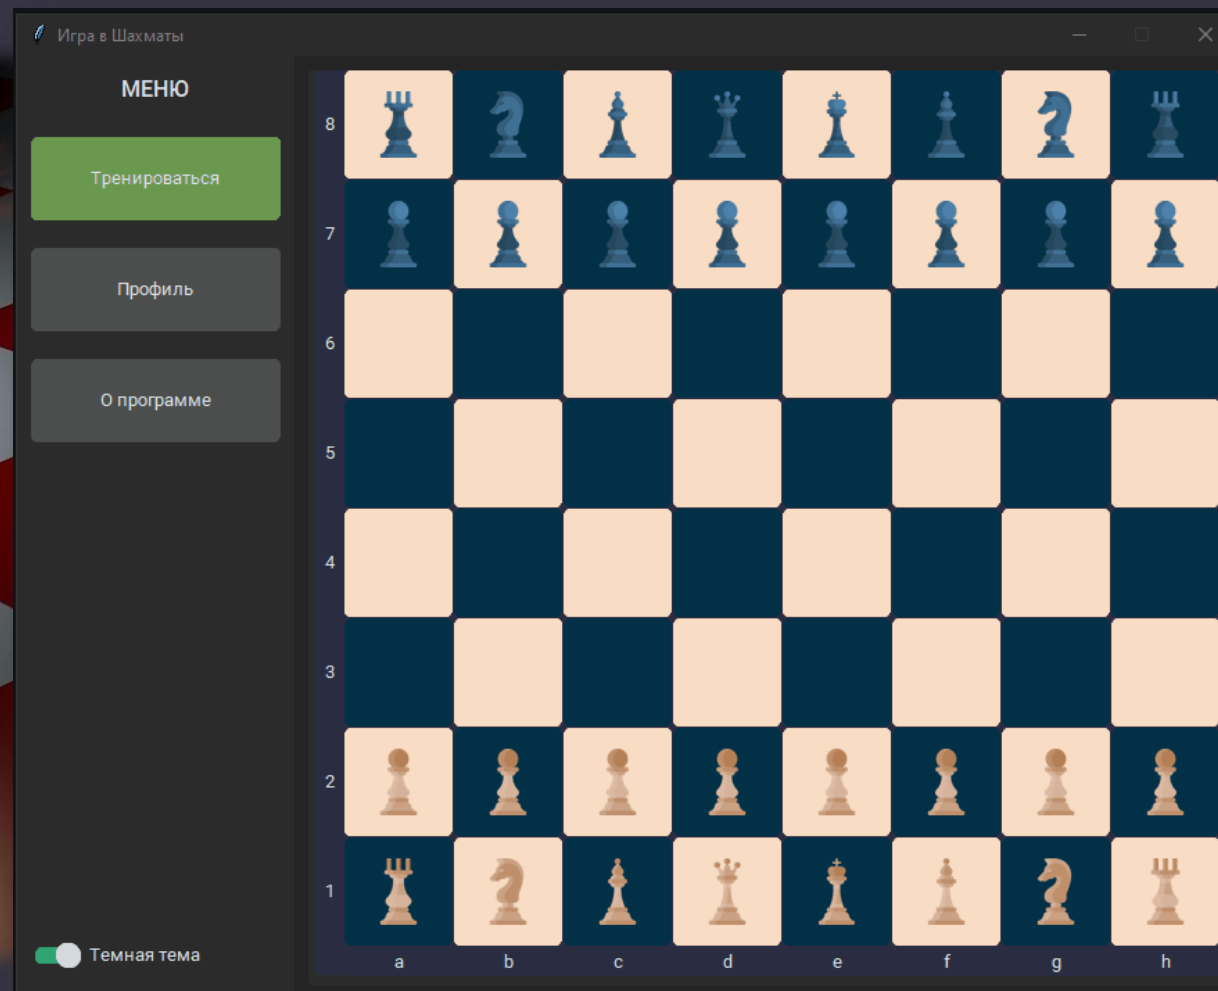 Игра в Шахматы
МЕНЮ
Тренироваться
Профиль
О программе
Темная тема
8
7
6
5
4
3
2
1
a b c d e f g h